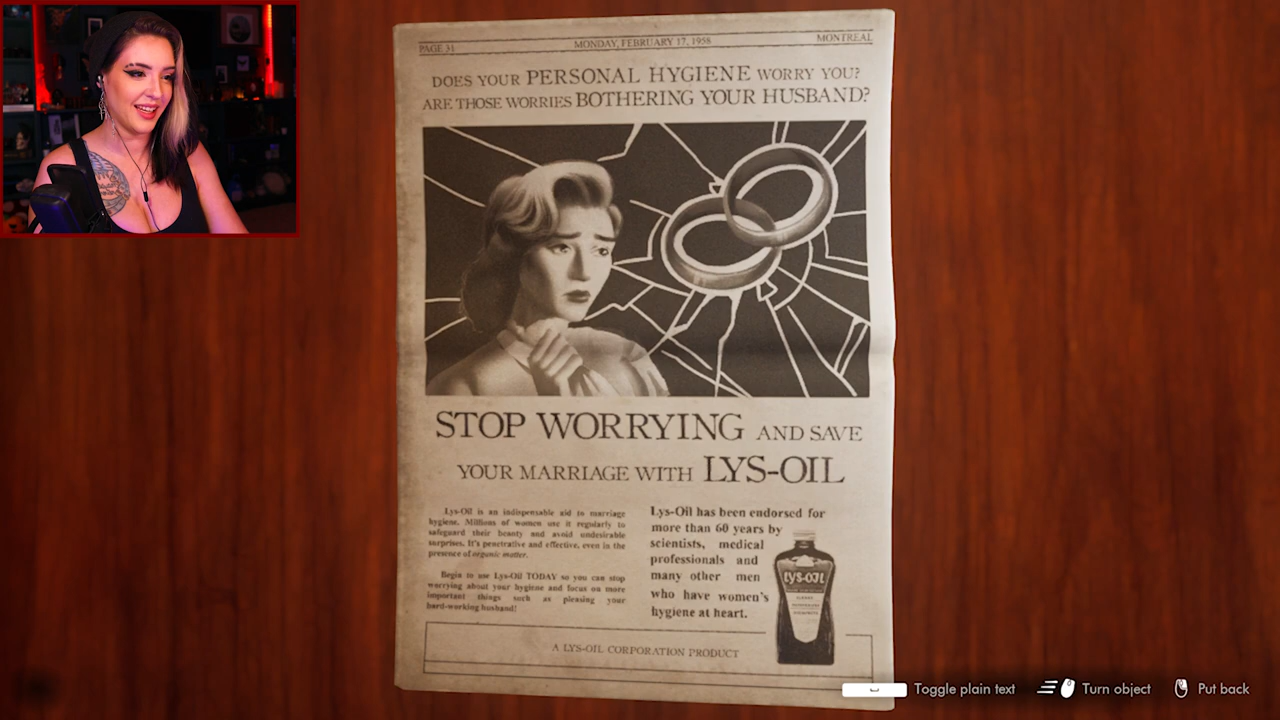 PAGE 31 MONDAY, FEBRUARY 17, 1958 MONTREAL
DOES YOUR PERSONAL HYGIENE WORRY YOU?
ARE THOSE WORRIES BOTHERING YOUR HUSBAND?
STOP WORRYING AND SAVE
YOUR MARRIAGE WITH LYS-OIL
Lys-Oil is an indispensable aid to marriage
hygiene. Millions of women use it regularly to
safeguard their beauty and avoid undesirable
surprises. It's penetrative and effective, even in the
presence of organic matter.
Begin to use Lys-Oil TODAY so you can stop
worrying about your hygiene and focus on more
important things such as pleasing your
hard-working husband!
Lys-Oil has been endorsed for
more than 60 years by
scientists, medical
professionals and
many other men
who have women's
hygiene at heart.
LYS-OIL
A LYS-OIL CORPORATION PRODUCT
Toggle plain text Turn object Put back